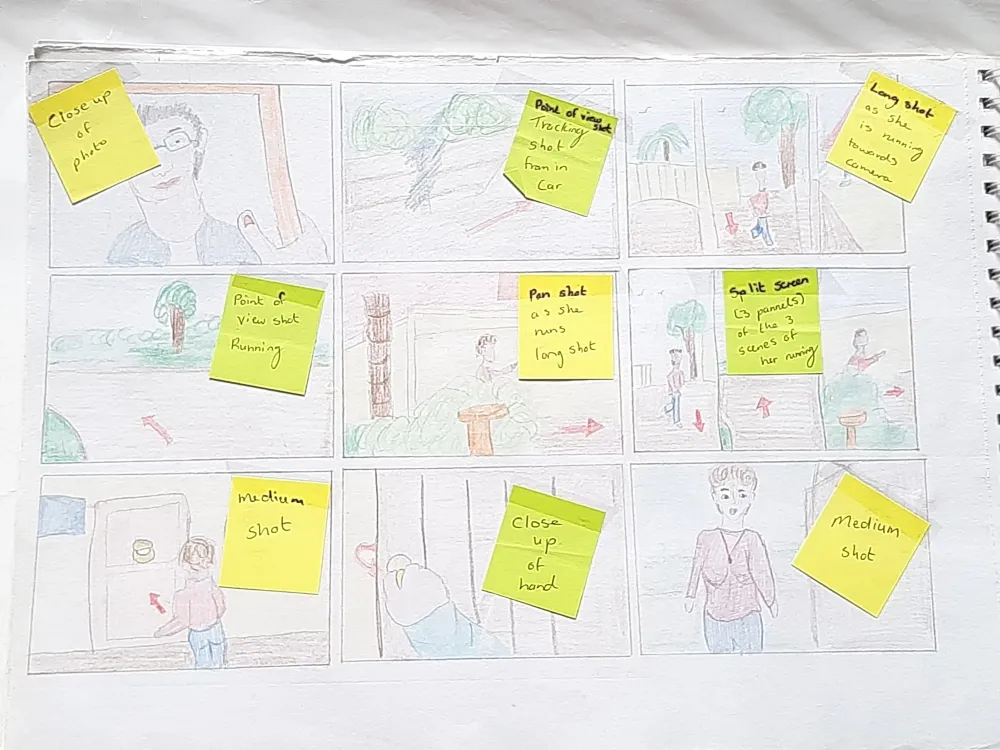 Close up
of
photo
Point of view
shot
Tracking
shot
from in
Car
Long shot
as she
is running
towards
camera
Point of
view shot
Running
Pan shot
as she
runs
long shot
Split screen
(3 pannels)
of the 3
scenes of
her running
Medium
shot
Close
up
of
hand
Medium
shot